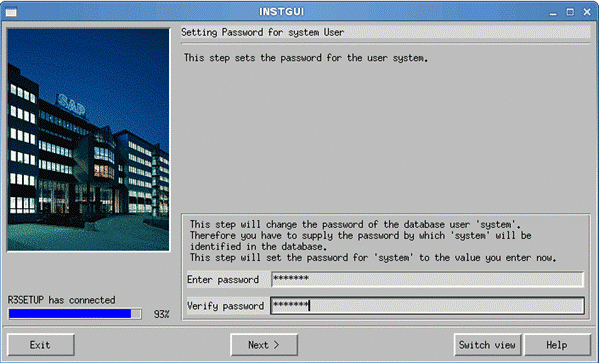 INSTGUI
Setting Password for system User
This step sets the password for the user system.
SAP
This step will change the password of the database user 'system'.
Therefore you have to supply the password by which 'system' will be
identified in the database.
This step will set the password for 'system' to the value you enter now.
Enter password *******
Verify password *******
R3SETUP has connected
93%
Exit
Next >
Switch view
Help